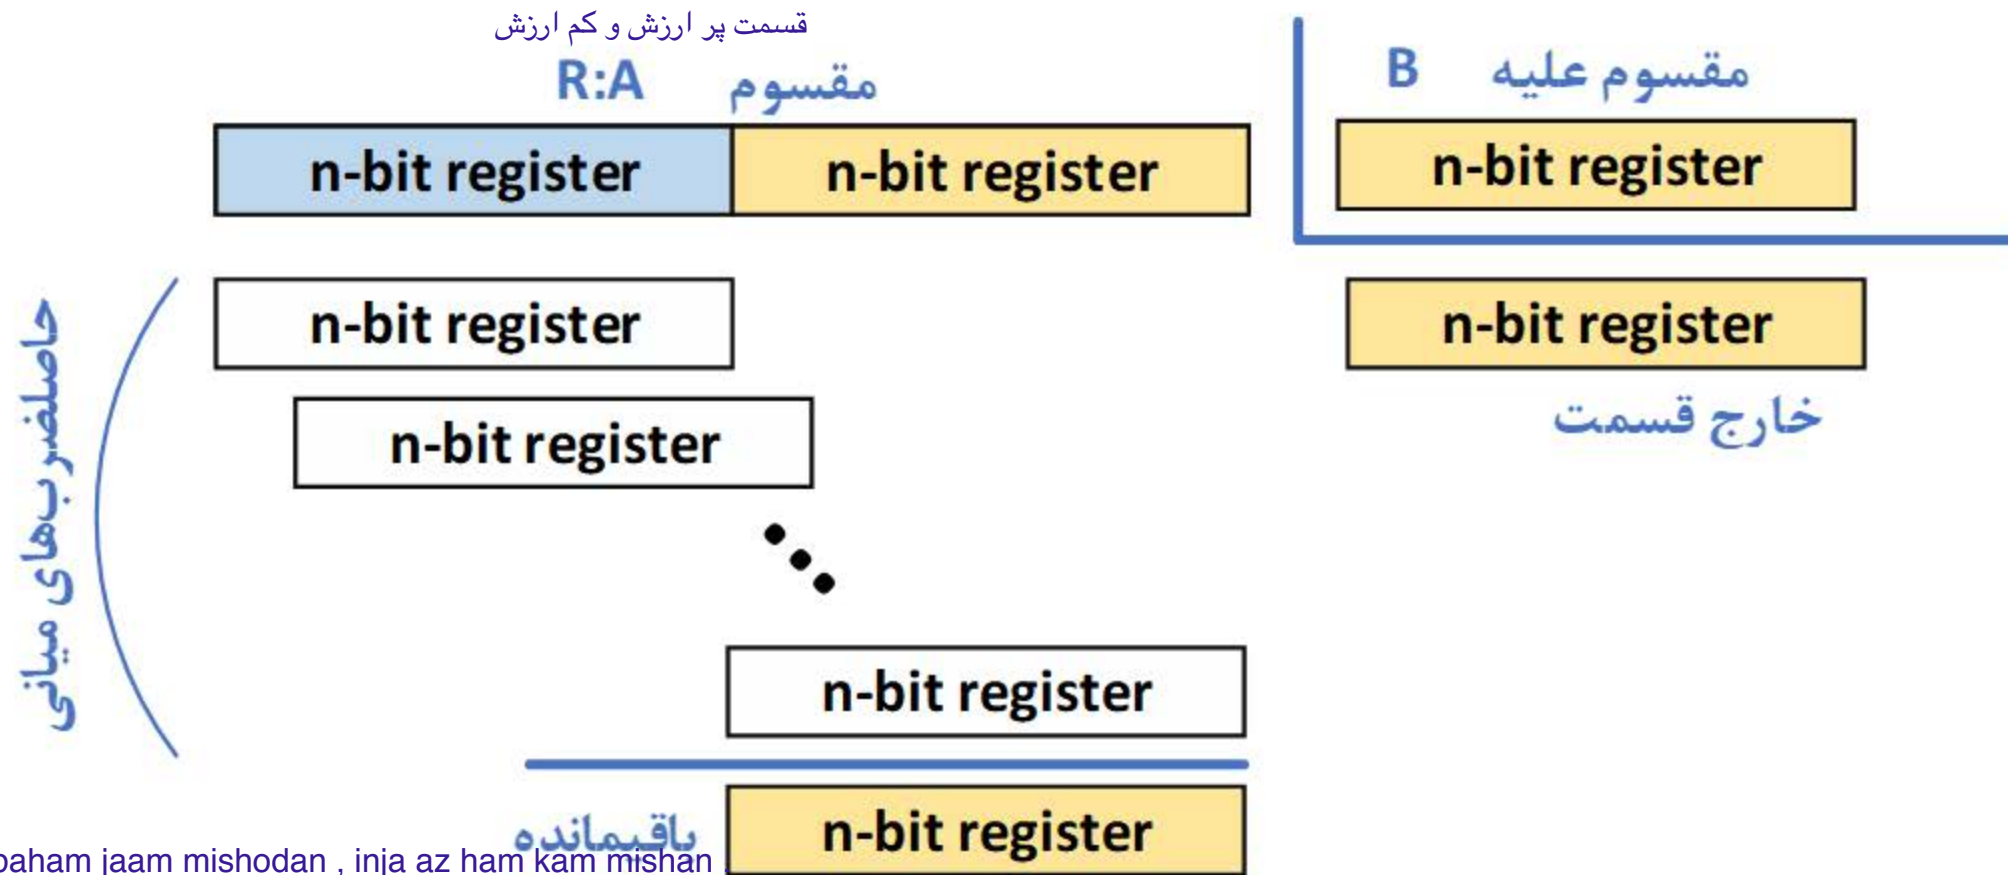 قسمت پر ارزش و کم ارزش
مقسوم R:A
مقسوم علیه B
n-bit register n-bit register
n-bit register
n-bit register
n-bit register
خارج قسمت
n-bit register
حاصلضرب‌های میانی
n-bit register
باقیمانده n-bit register
baham jaam mishodan , inja az ham kam mishan